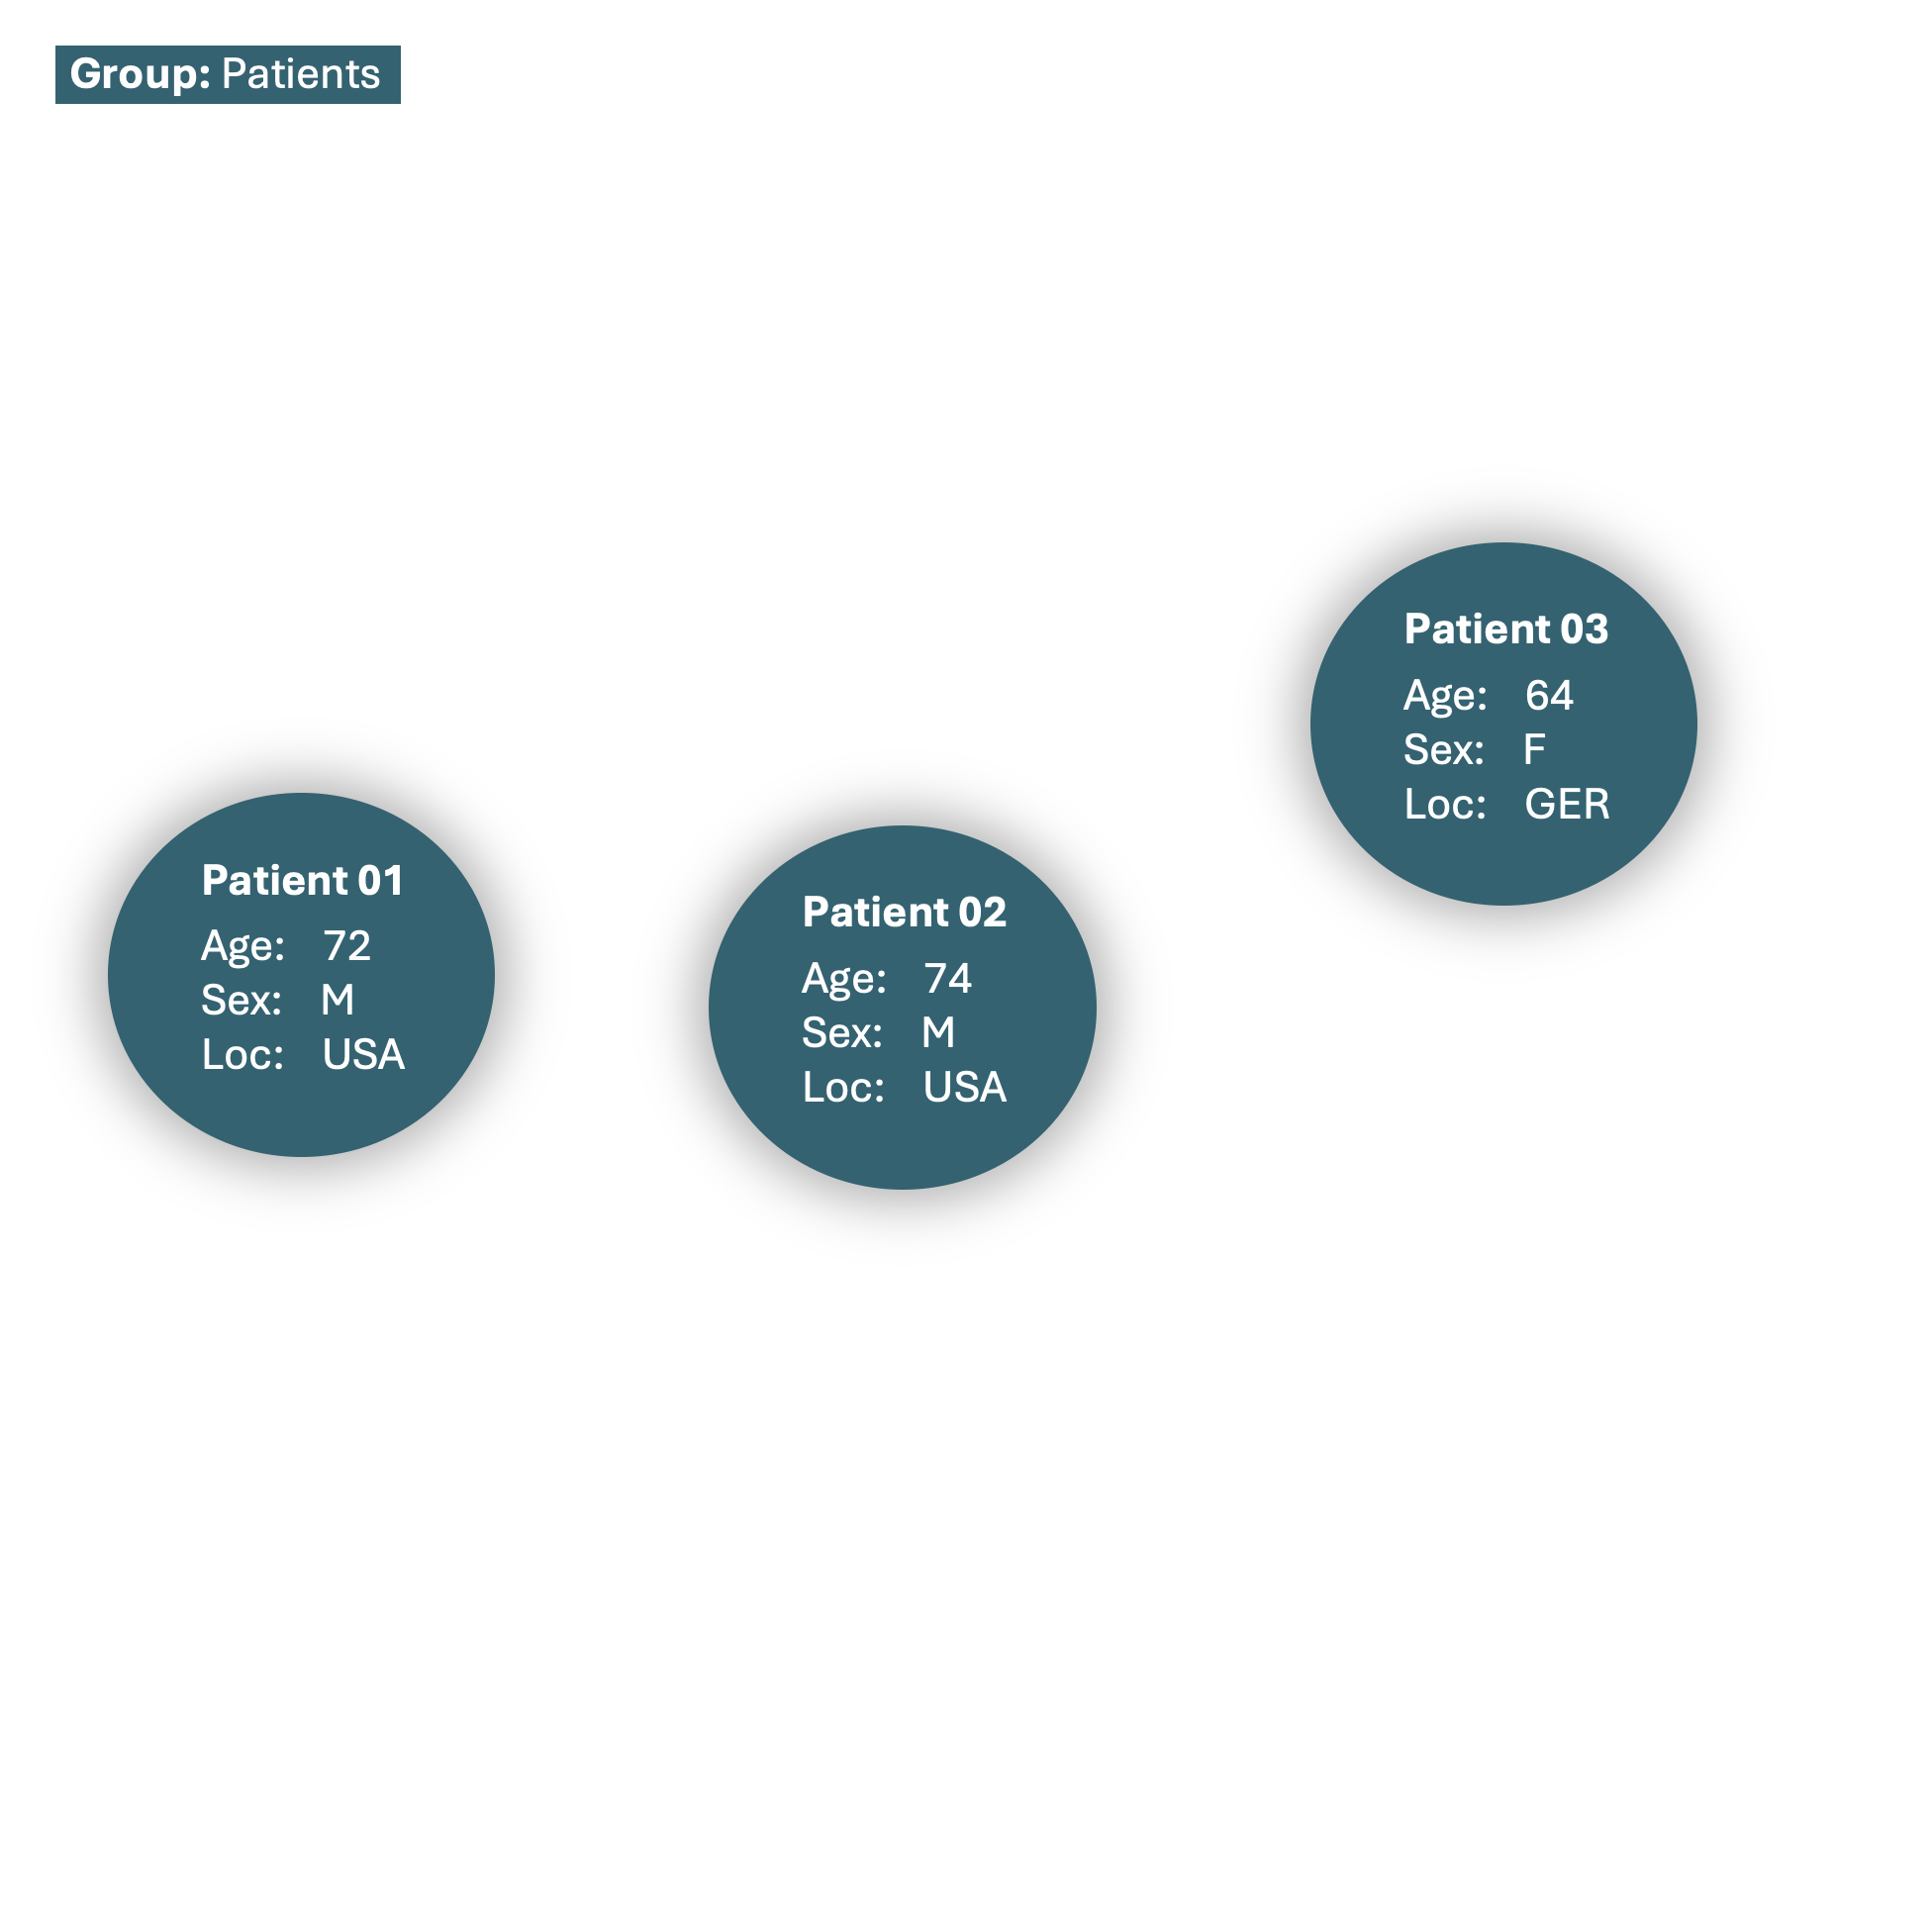 Group: Patients
Patient 01
Age: 72
Sex: M
Loc: USA
Patient 02
Age: 74
Sex: M
Loc: USA
Patient 03
Age: 64
Sex: F
Loc: GER